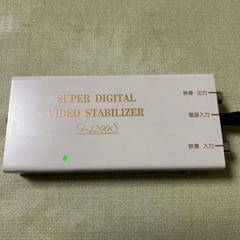 SUPER DIGITAL
VIDEO STABILIZER
F-2200S
映像 出力
電源入力
映像 入力